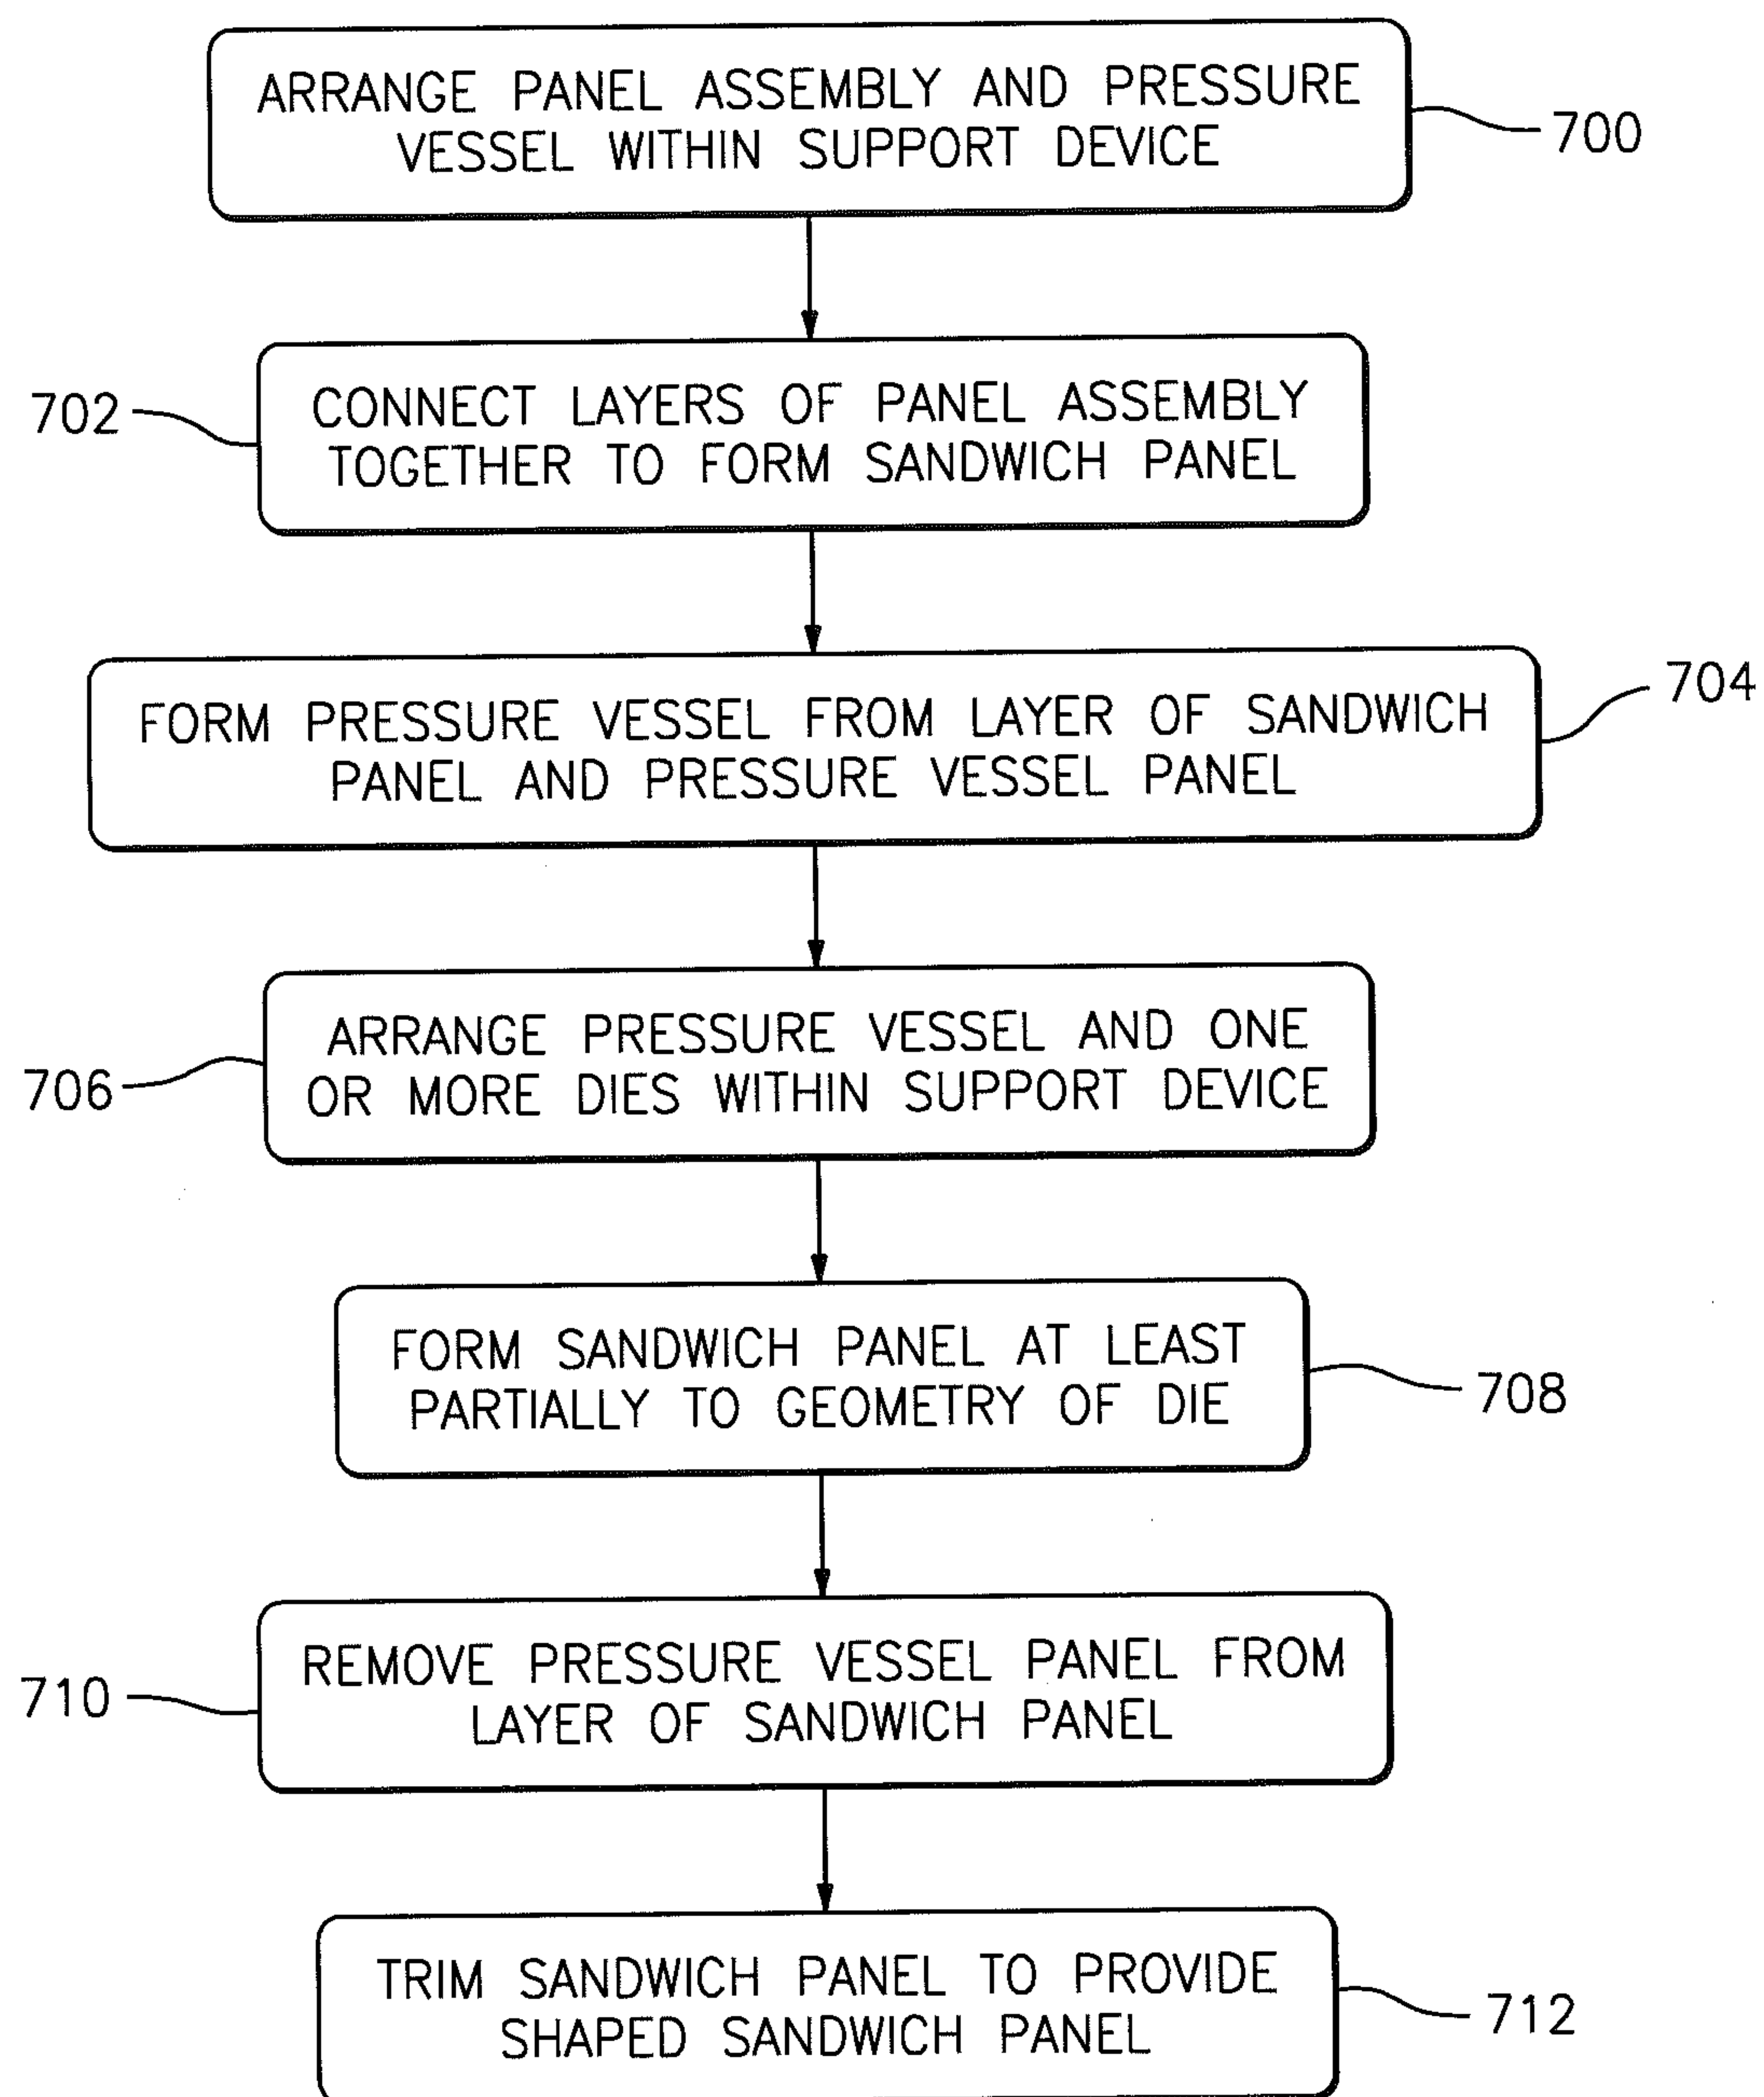 ARRANGE PANEL ASSEMBLY AND PRESSURE
VESSEL WITHIN SUPPORT DEVICE
700
702
CONNECT LAYERS OF PANEL ASSEMBLY
TOGETHER TO FORM SANDWICH PANEL
704
FORM PRESSURE VESSEL FROM LAYER OF SANDWICH
PANEL AND PRESSURE VESSEL PANEL
ARRANGE PRESSURE VESSEL AND ONE
OR MORE DIES WITHIN SUPPORT DEVICE
706
FORM SANDWICH PANEL AT LEAST
PARTIALLY TO GEOMETRY OF DIE
708
REMOVE PRESSURE VESSEL PANEL FROM
LAYER OF SANDWICH PANEL
710
TRIM SANDWICH PANEL TO PROVIDE
SHAPED SANDWICH PANEL
712